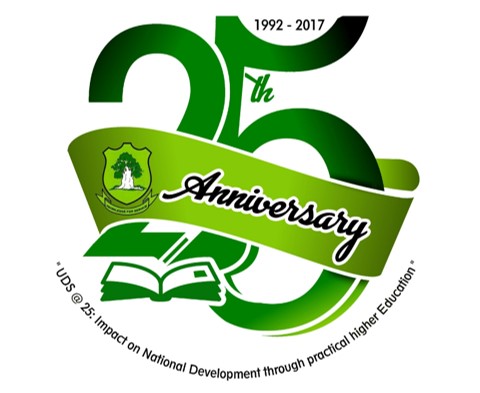 1992 - 2017
25th
Anniversary
" UDS @ 25: Impact on National Development through practical higher Education "